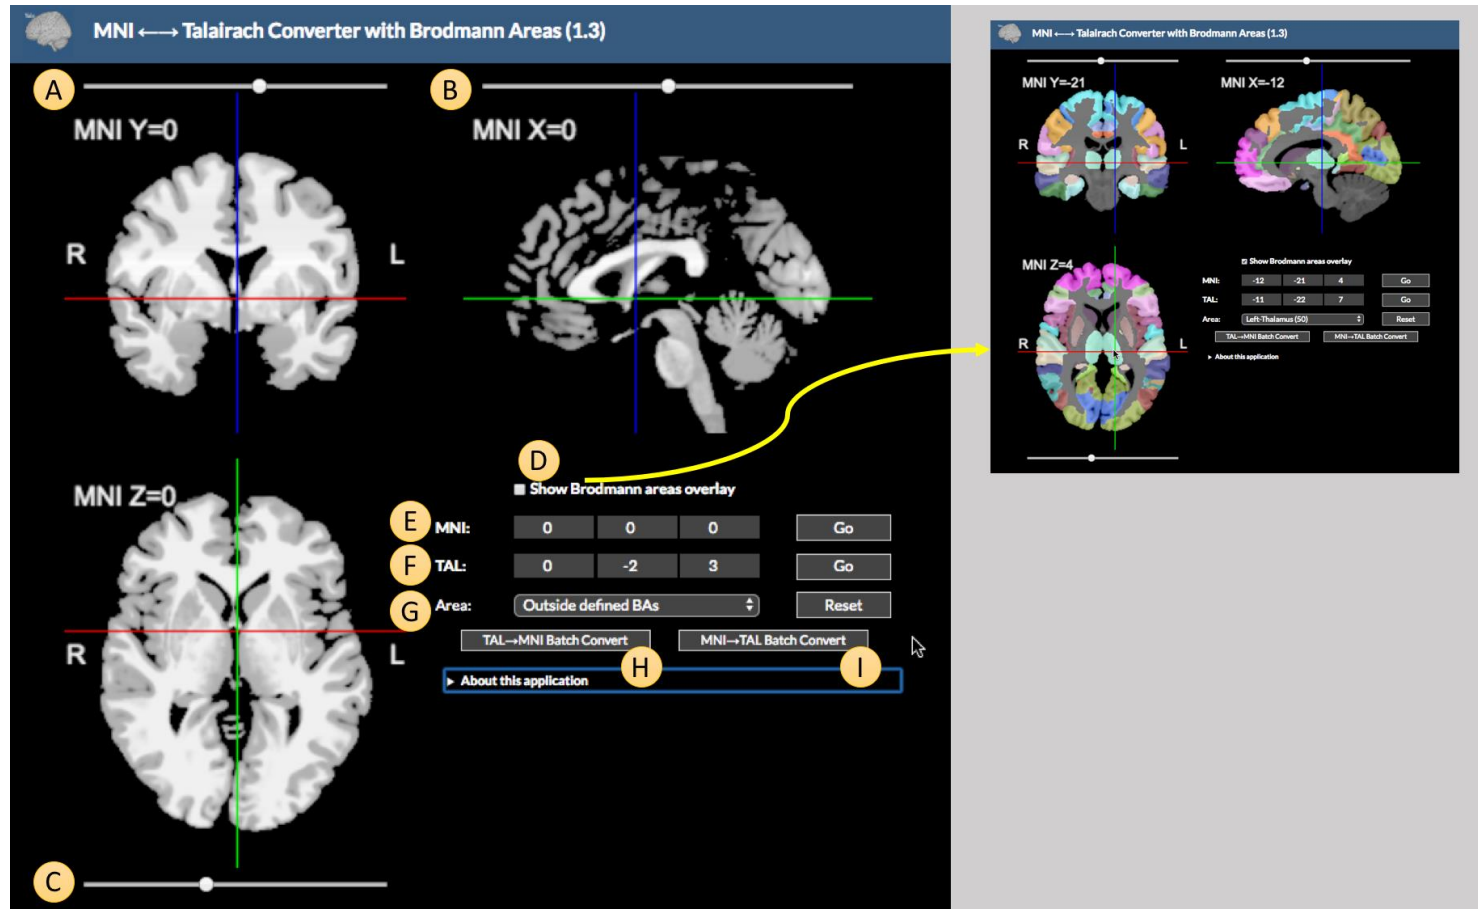 MNI ←→ Talairach Converter with Brodmann Areas (1.3)
A
B
MNI Y=0
MNI X=0
R
L
D
MNI Z=0
Show Brodmann areas overlay
E
MNI:
0
0
0
Go
F
TAL:
0
-2
3
Go
G
Area:
Outside defined BAs
Reset
TAL→MNI Batch Convert
MNI→TAL Batch Convert
R
L
H
I
About this application
C
MNI ←→ Talairach Converter with Brodmann Areas (1.3)
MNI Y=-21
MNI X=-12
R
L
MNI Z=4
Show Brodmann areas overlay
MNI:
-12
-21
4
Go
TAL:
-11
-22
7
Go
Area:
Left-Thalamus (50)
Reset
TAL→MNI Batch Convert
MNI→TAL Batch Convert
R
L
About this application